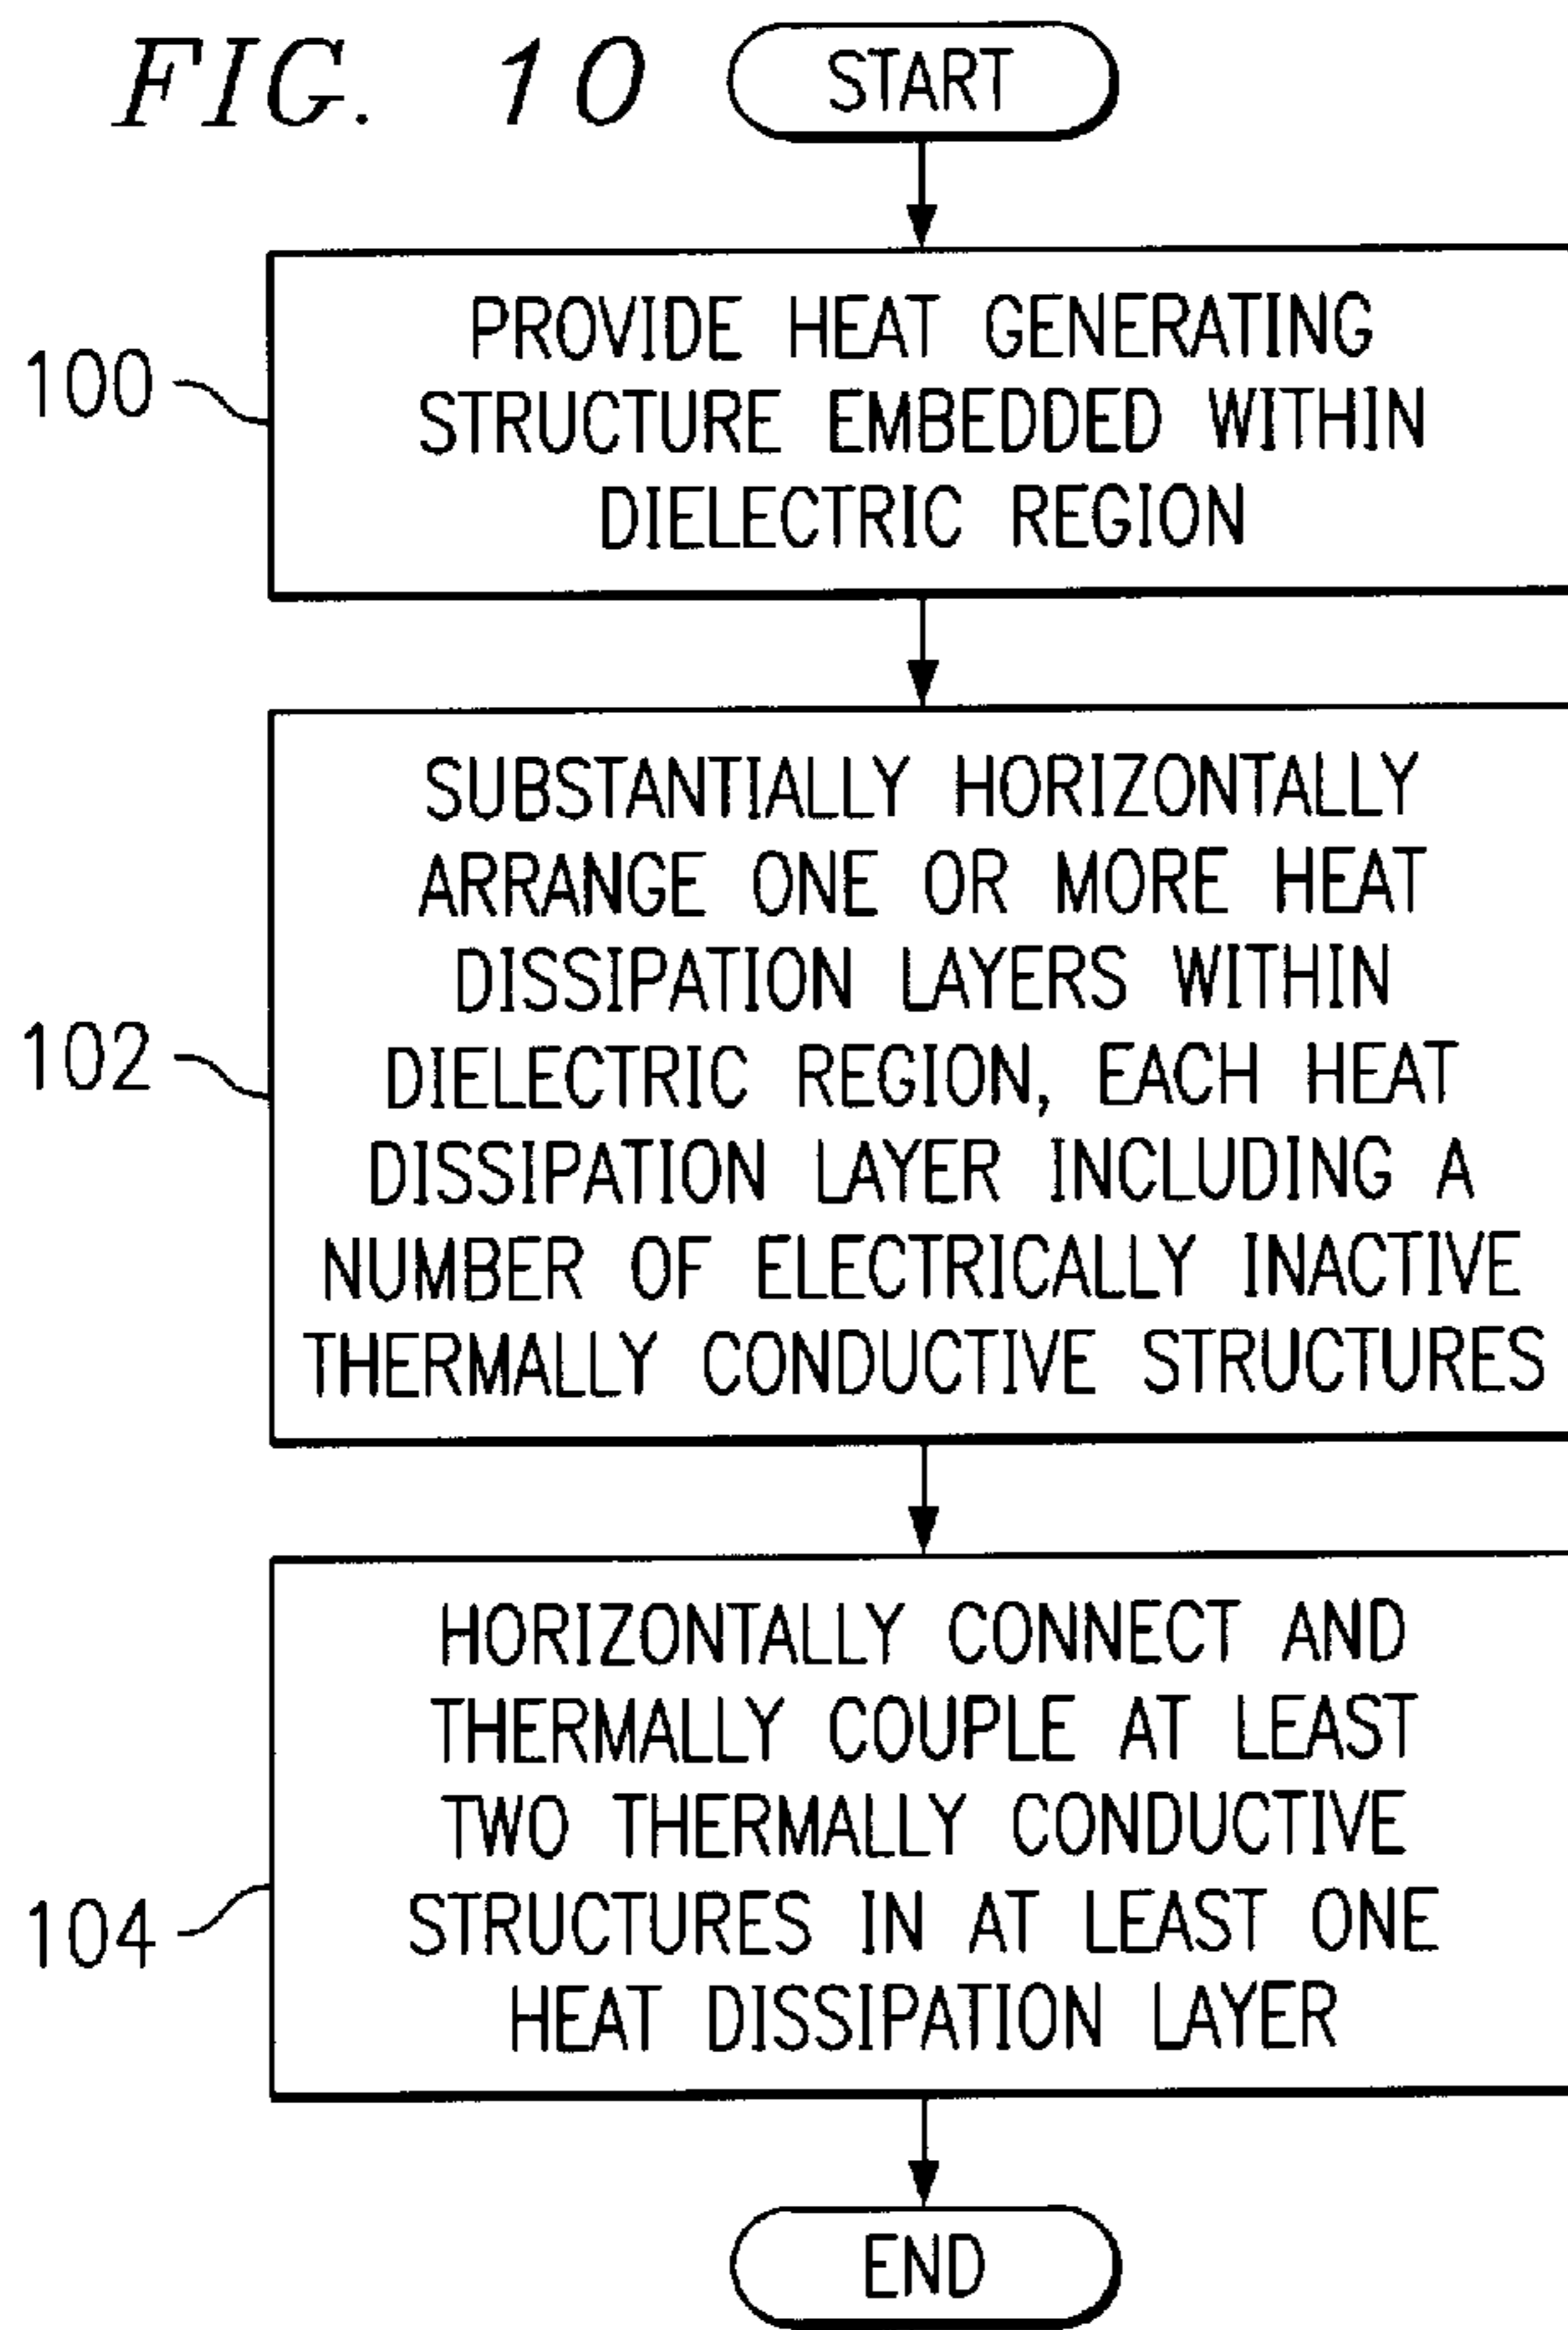 FIG. 10
START
100
PROVIDE HEAT GENERATING
STRUCTURE EMBEDDED WITHIN
DIELECTRIC REGION
102
SUBSTANTIALLY HORIZONTALLY
ARRANGE ONE OR MORE HEAT
DISSIPATION LAYERS WITHIN
DIELECTRIC REGION, EACH HEAT
DISSIPATION LAYER INCLUDING A
NUMBER OF ELECTRICALLY INACTIVE
THERMALLY CONDUCTIVE STRUCTURES
104
HORIZONTALLY CONNECT AND
THERMALLY COUPLE AT LEAST
TWO THERMALLY CONDUCTIVE
STRUCTURES IN AT LEAST ONE
HEAT DISSIPATION LAYER
END